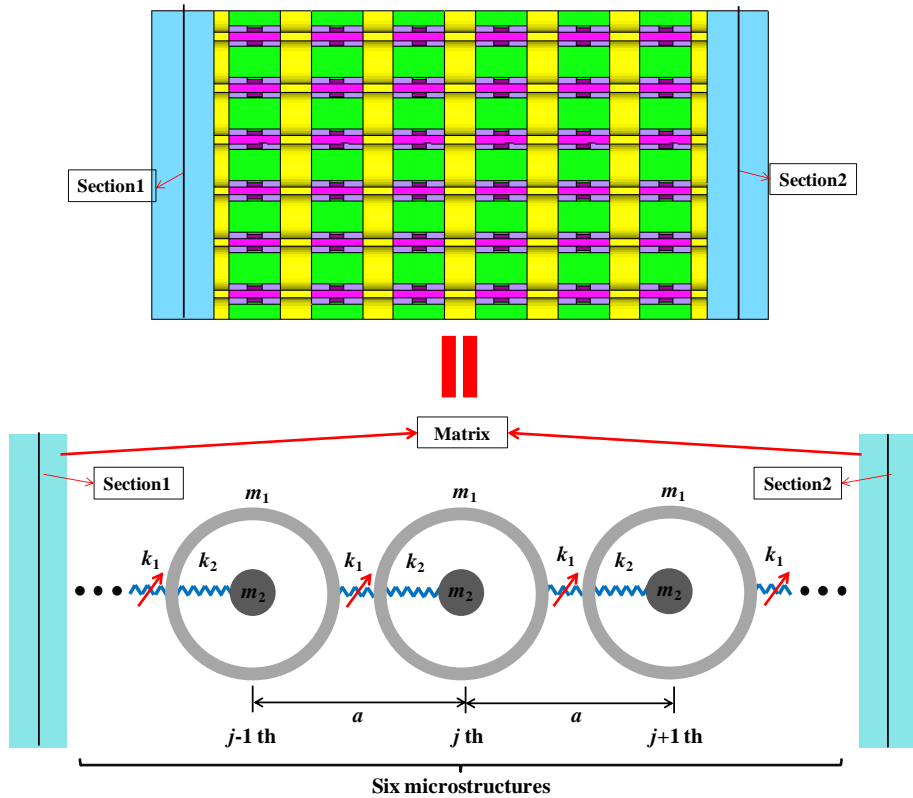 Section1
Section2
Matrix
Section1
Section2
m1 m1 m1
k1 k2 k1 k2 k1 k2 k1
m2 m2 m2
a a
j-1 th j th j+1 th
Six microstructures